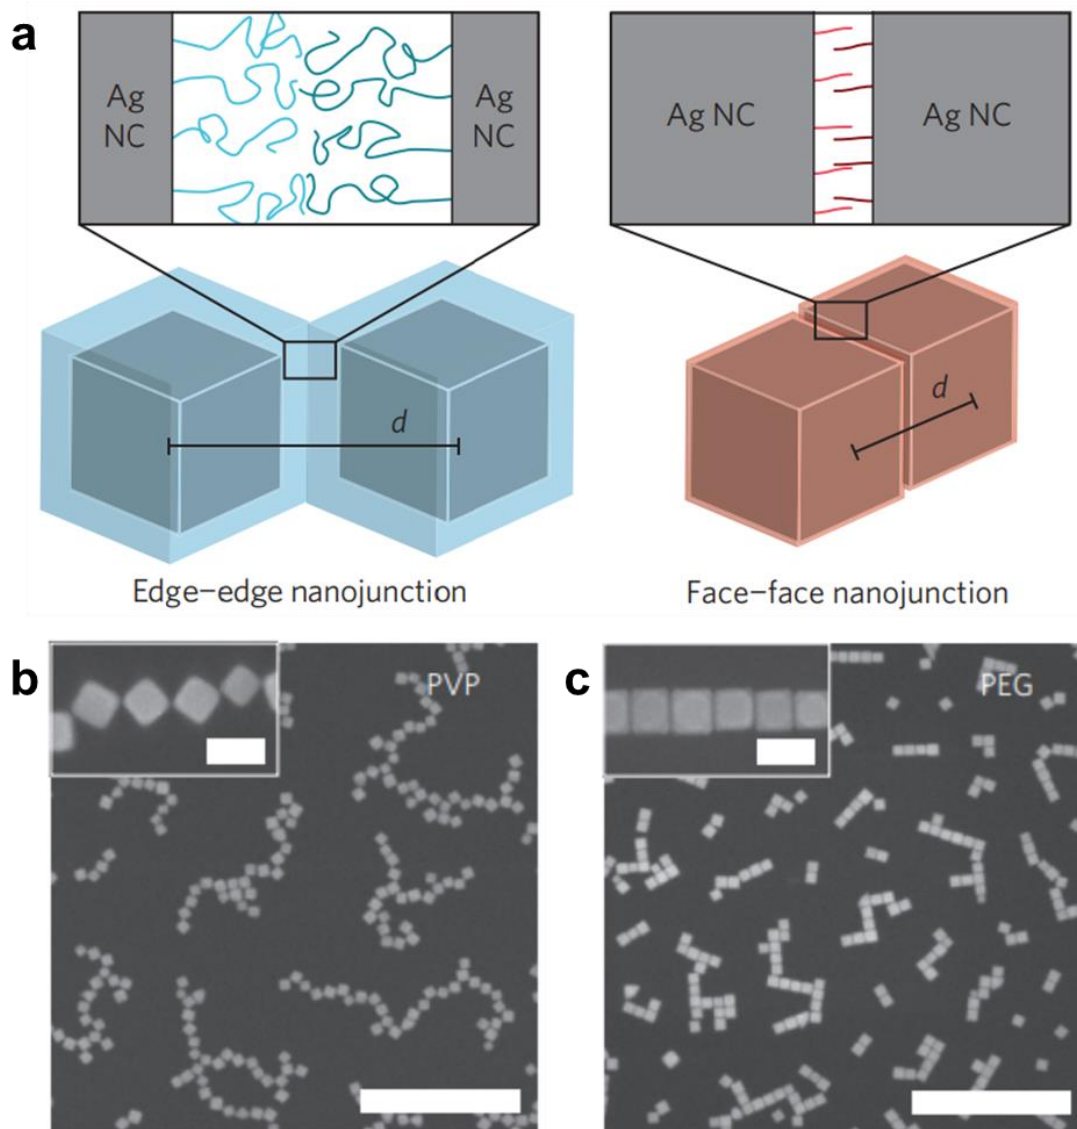 a
Ag
NC
Ag
NC
Ag NC
Ag NC
d
d
Edge–edge nanojunction
Face–face nanojunction
b
PVP
c
PEG